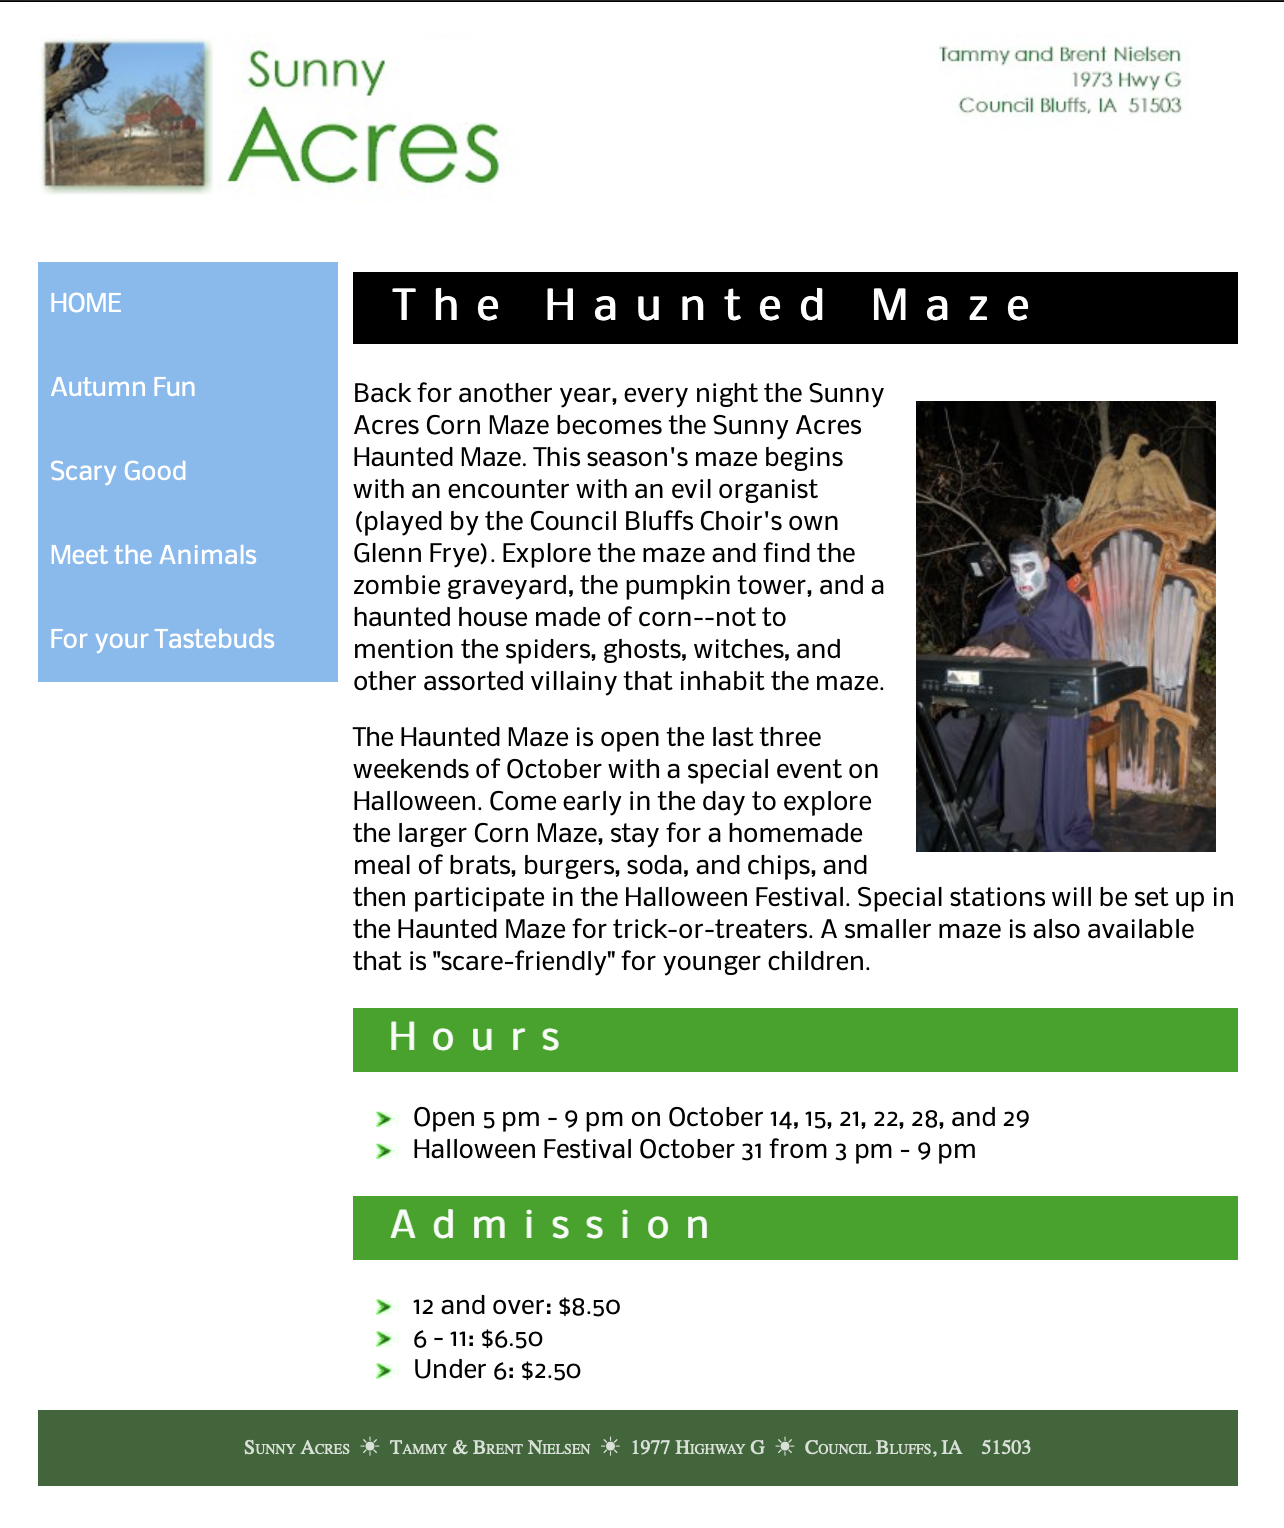 Sunny
Acres
Tammy and Brent Nielsen
1973 Hwy G
Council Bluffs, IA 51503
HOME
Autumn Fun
Scary Good
Meet the Animals
For your Tastebuds
The Haunted Maze
Back for another year, every night the Sunny
Acres Corn Maze becomes the Sunny Acres
Haunted Maze. This season's maze begins
with an encounter with an evil organist
(played by the Council Bluffs Choir's own
Glenn Frye). Explore the maze and find the
zombie graveyard, the pumpkin tower, and a
haunted house made of corn--not to
mention the spiders, ghosts, witches, and
other assorted villainy that inhabit the maze.
The Haunted Maze is open the last three
weekends of October with a special event on
Halloween. Come early in the day to explore
the larger Corn Maze, stay for a homemade
meal of brats, burgers, soda, and chips, and
then participate in the Halloween Festival. Special stations will be set up in
the Haunted Maze for trick-or-treaters. A smaller maze is also available
that is "scare-friendly" for younger children.
Hours
Open 5 pm - 9 pm on October 14, 15, 21, 22, 28, and 29
Halloween Festival October 31 from 3 pm - 9 pm
Admission
12 and over: $8.50
6 - 11: $6.50
Under 6: $2.50
Sunny Acres ☀ Tammy & Brent Nielsen ☀ 1977 Highway G ☀ Council Bluffs, IA 51503